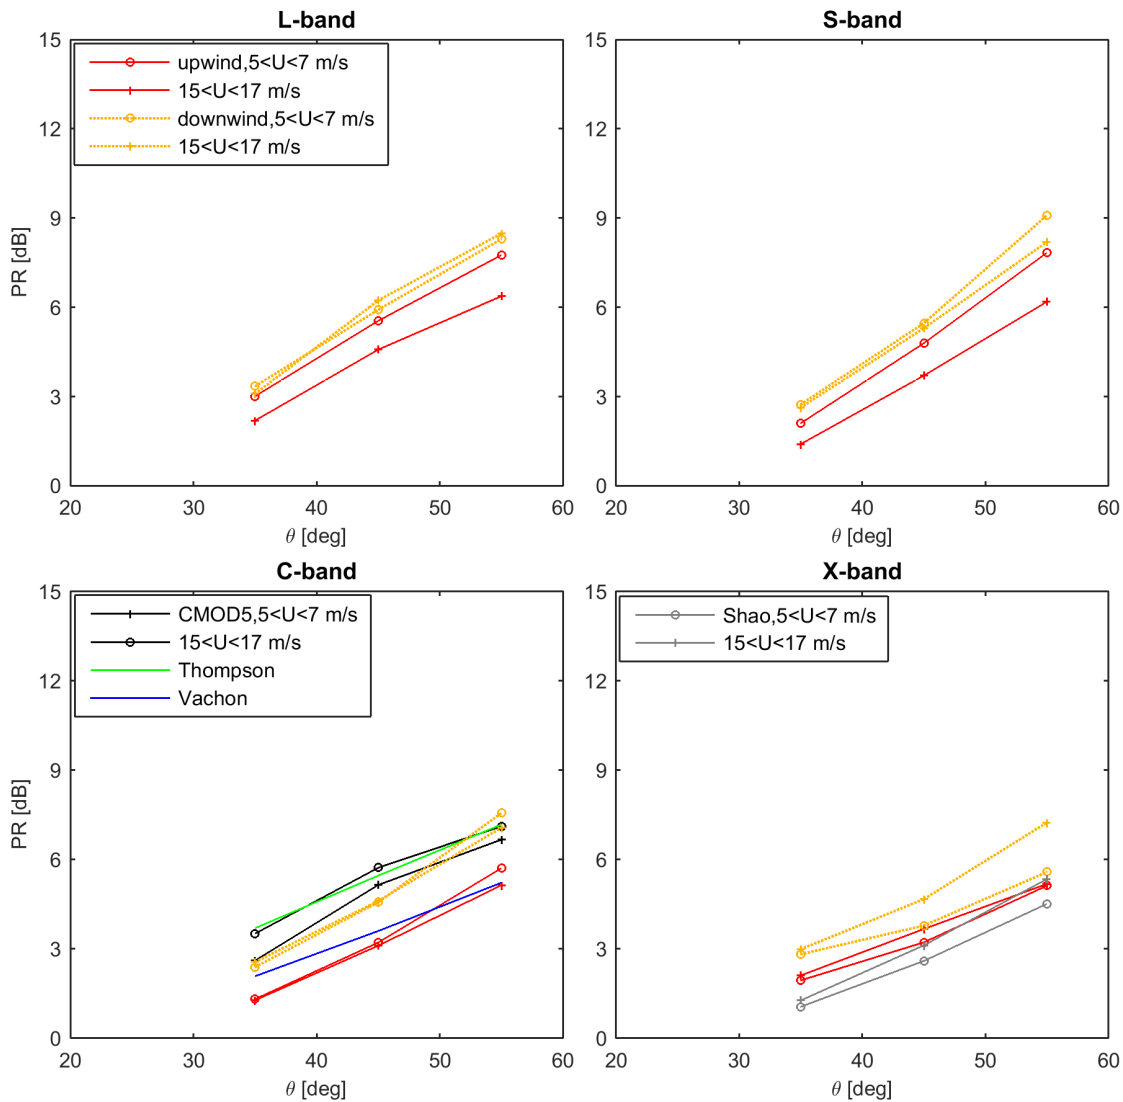 L-band
15
12
9
6
3
0
PR [dB]
upwind,5<U<7 m/s
15<U<17 m/s
downwind,5<U<7 m/s
15<U<17 m/s
20
30
40
50
60
θ [deg]
S-band
15
12
9
6
3
0
20
30
40
50
60
θ [deg]
C-band
15
12
9
6
3
0
PR [dB]
CMOD5,5<U<7 m/s
15<U<17 m/s
Thompson
Vachon
20
30
40
50
60
θ [deg]
X-band
15
12
9
6
3
0
Shao,5<U<7 m/s
15<U<17 m/s
20
30
40
50
60
θ [deg]